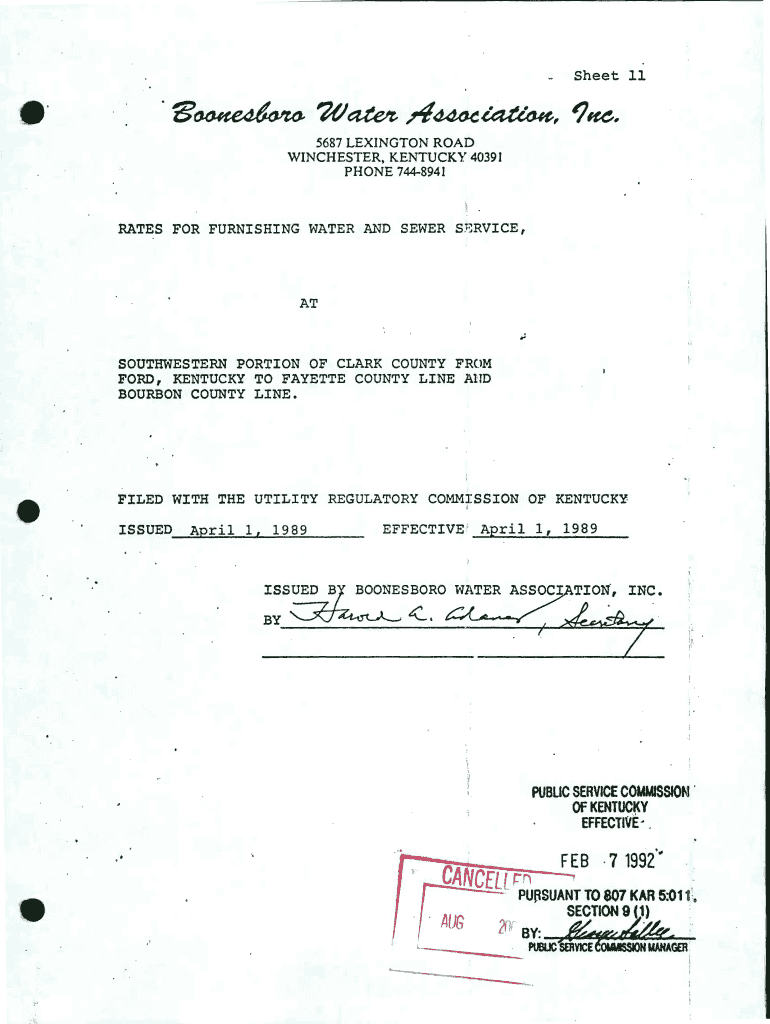 Sheet 11
Boonesboro Water Association, Inc.
5687 LEXINGTON ROAD
WINCHESTER, KENTUCKY 40391
PHONE 744-8941
RATES FOR FURNISHING WATER AND SEWER SERVICE,
AT
SOUTHWESTERN PORTION OF CLARK COUNTY FROM
FORD, KENTUCKY TO FAYETTE COUNTY LINE AND
BOURBON COUNTY LINE.
FILED WITH THE UTILITY REGULATORY COMMISSION OF KENTUCKY
ISSUED April 1, 1989 EFFECTIVE April 1, 1989
ISSUED BY BOONESBORO WATER ASSOCIATION, INC.
BY Harold A. Adams, Secretary
PUBLIC SERVICE COMMISSION
OF KENTUCKY
EFFECTIVE
FEB 7 1992
CANCELLED
PURSUANT TO 807 KAR 5:011,
SECTION 9 (1)
AUG
BY:
PUBLIC SERVICE COMMISSION MANAGER